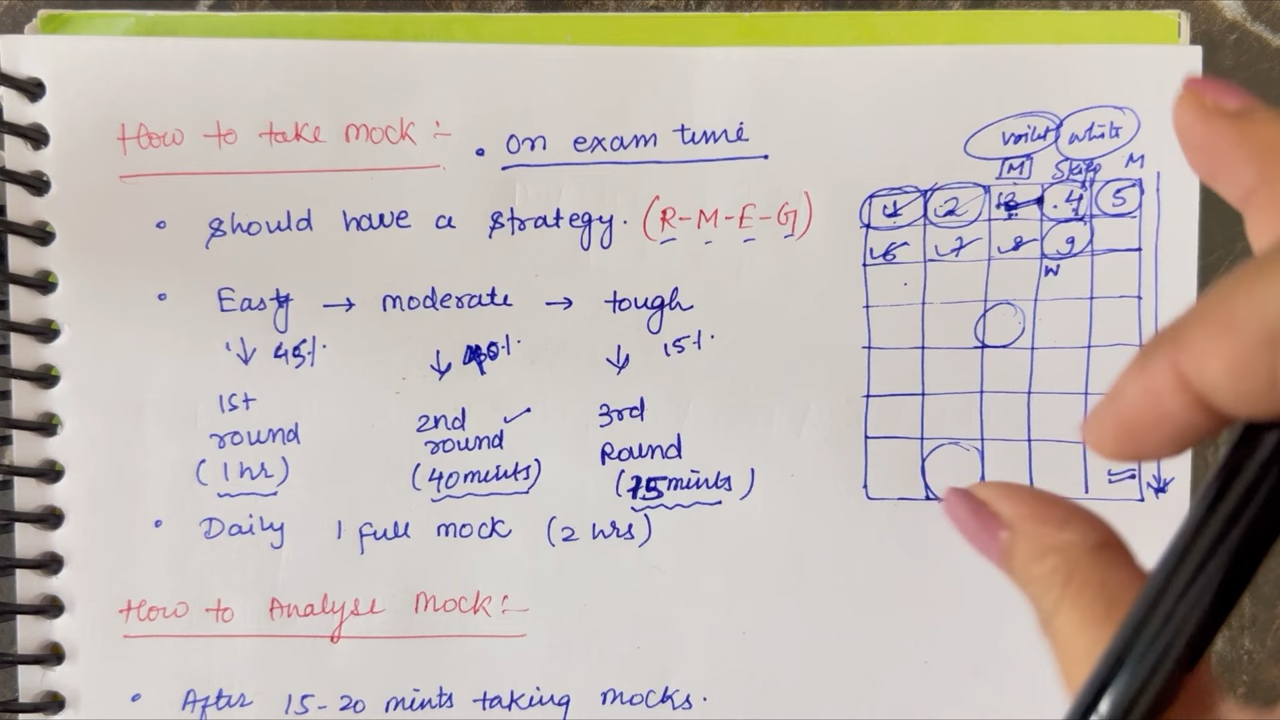 How to take mock:-
. on exam time
• should have a strategy. (R-M-E-G)
• Easy → moderate → tough
↓ 45%. ↓ ↓ 15%.
1st round (1 hr)
2nd round (40 mints)
3rd Round (15 mints)
• Daily 1 full mock (2 hrs)
How to Analyse Mock:-
• After 15-20 mints taking mocks.
voilet white
[M] Skip M
1 2 3 4 5
6 7 8 9
W